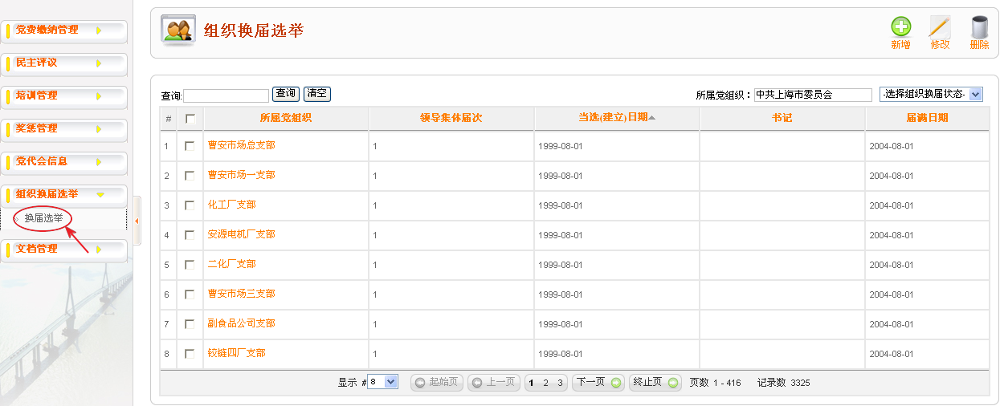 党费缴纳管理
民主评议
培训管理
奖惩管理
党代会信息
组织换届选举
换届选举
文档管理
组织换届选举
新增 修改 删除
查询: 查询 清空 所属党组织： 中共上海市委员会 -选择组织换届状态-
# 所属党组织 领导集体届次 当选(建立)日期 书记 届满日期
1 曹安市场总支部 1 1999-08-01 2004-08-01
2 曹安市场一支部 1 1999-08-01 2004-08-01
3 化工厂支部 1 1999-08-01 2004-08-01
4 安源电机厂支部 1 1999-08-01 2004-08-01
5 二化厂支部 1 1999-08-01 2004-08-01
6 曹安市场三支部 1 1999-08-01 2004-08-01
7 副食品公司支部 1 1999-08-01 2004-08-01
8 铰链四厂支部 1 1999-08-01 2004-08-01
显示 # 8 起始页 上一页 1 2 3 下一页 终止页 页数 1 - 416 记录数 3325